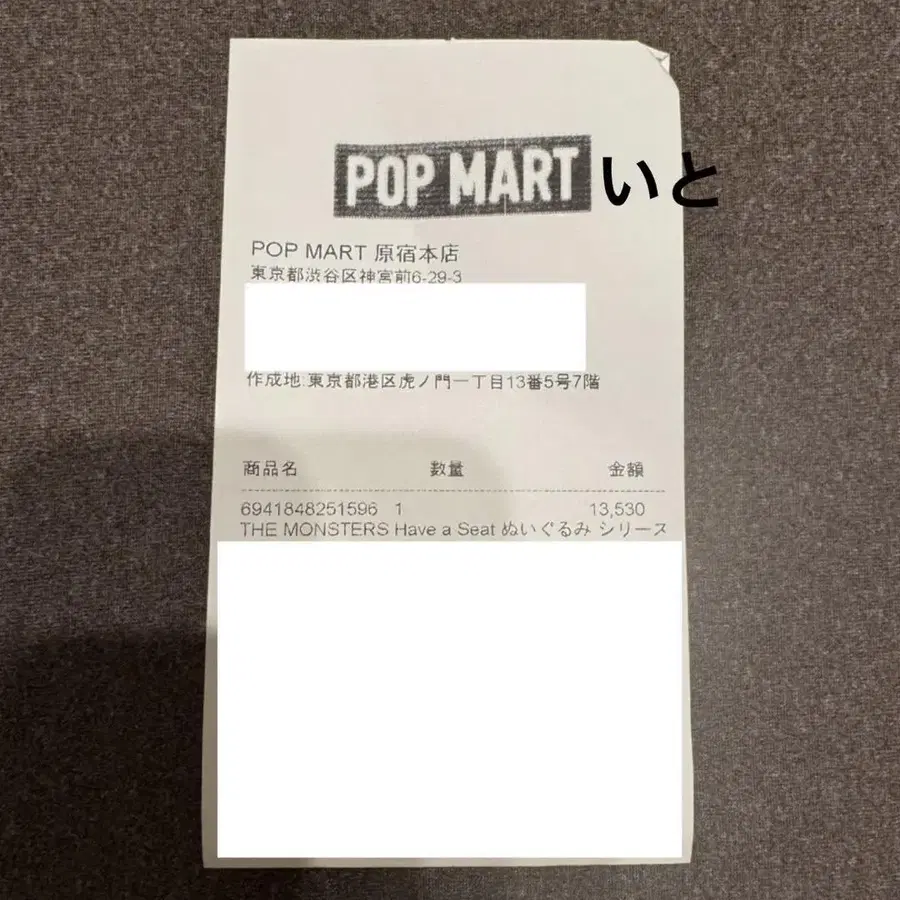 POP MART いと
POP MART 原宿本店
東京都渋谷区神宮前6-29-3
作成地:東京都港区虎ノ門一丁目13番5号7階
商品名 数量 金額
6941848251596 1 13,530
THE MONSTERS Have a Seat ぬいぐるみ シリーズ